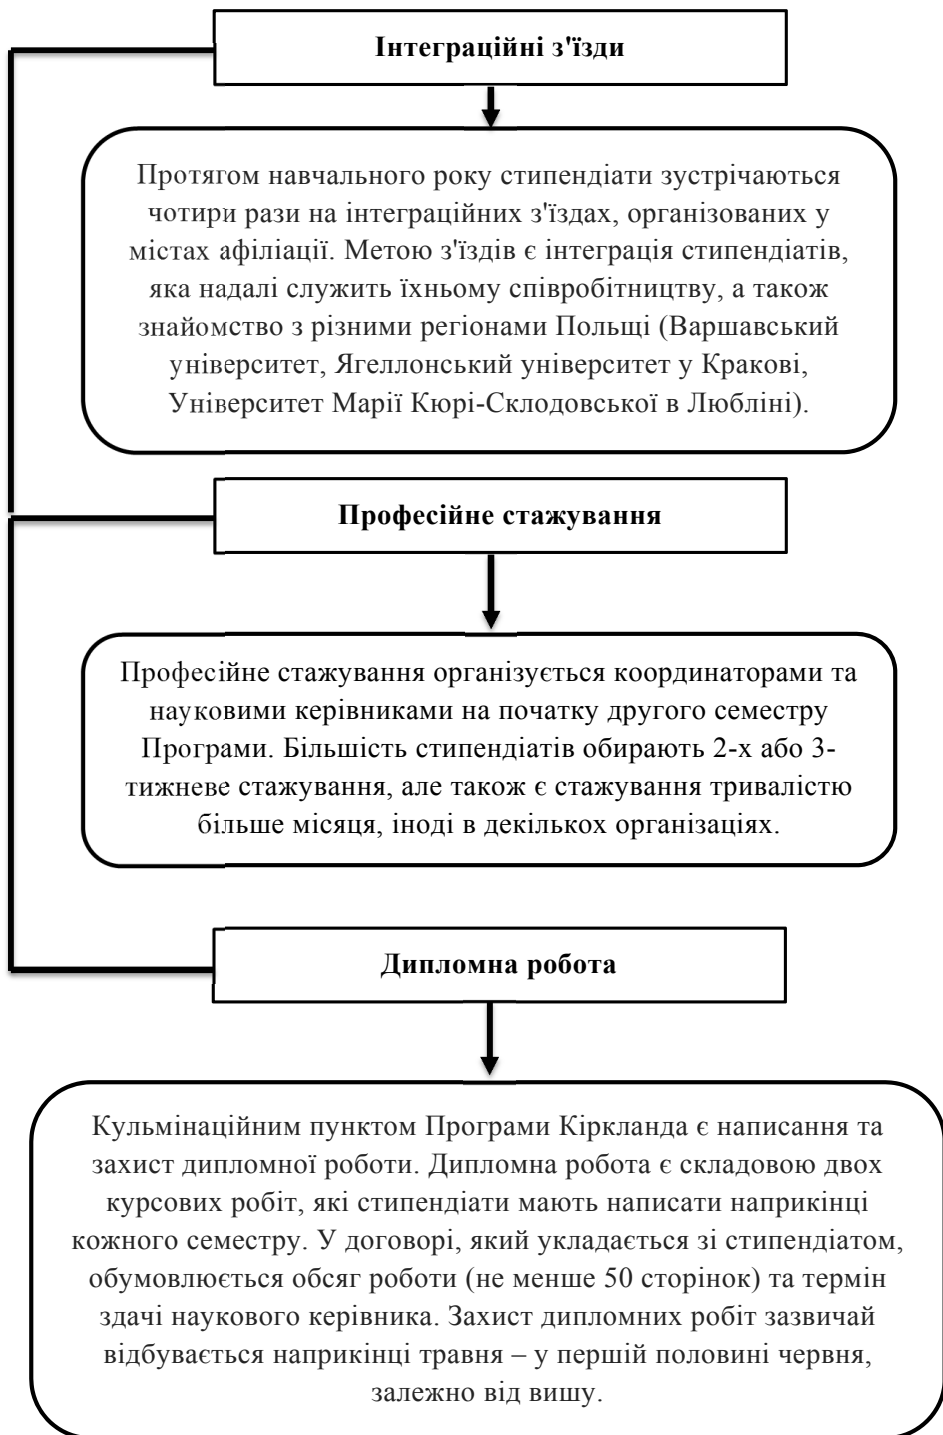 Інтеграційні з'їзди
Протягом навчального року стипендіати зустрічаються
чотири рази на інтеграційних з'їздах, організованих у
містах афіліації. Метою з'їздів є інтеграція стипендіатів,
яка надалі служить їхньому співробітництву, а також
знайомство з різними регіонами Польщі (Варшавський
університет, Ягеллонський університет у Кракові,
Університет Марії Кюрі-Склодовської в Любліні).
Професійне стажування
Професійне стажування організується координаторами та
науковими керівниками на початку другого семестру
Програми. Більшість стипендіатів обирають 2-х або 3-
тижневе стажування, але також є стажування тривалістю
більше місяця, іноді в декількох організаціях.
Дипломна робота
Кульмінаційним пунктом Програми Кіркланда є написання та
захист дипломної роботи. Дипломна робота є складовою двох
курсових робіт, які стипендіати мають написати наприкінці
кожного семестру. У договорі, який укладається зі стипендіатом,
обумовлюється обсяг роботи (не менше 50 сторінок) та термін
здачі наукового керівника. Захист дипломних робіт зазвичай
відбувається наприкінці травня – у першій половині червня,
залежно від вишу.